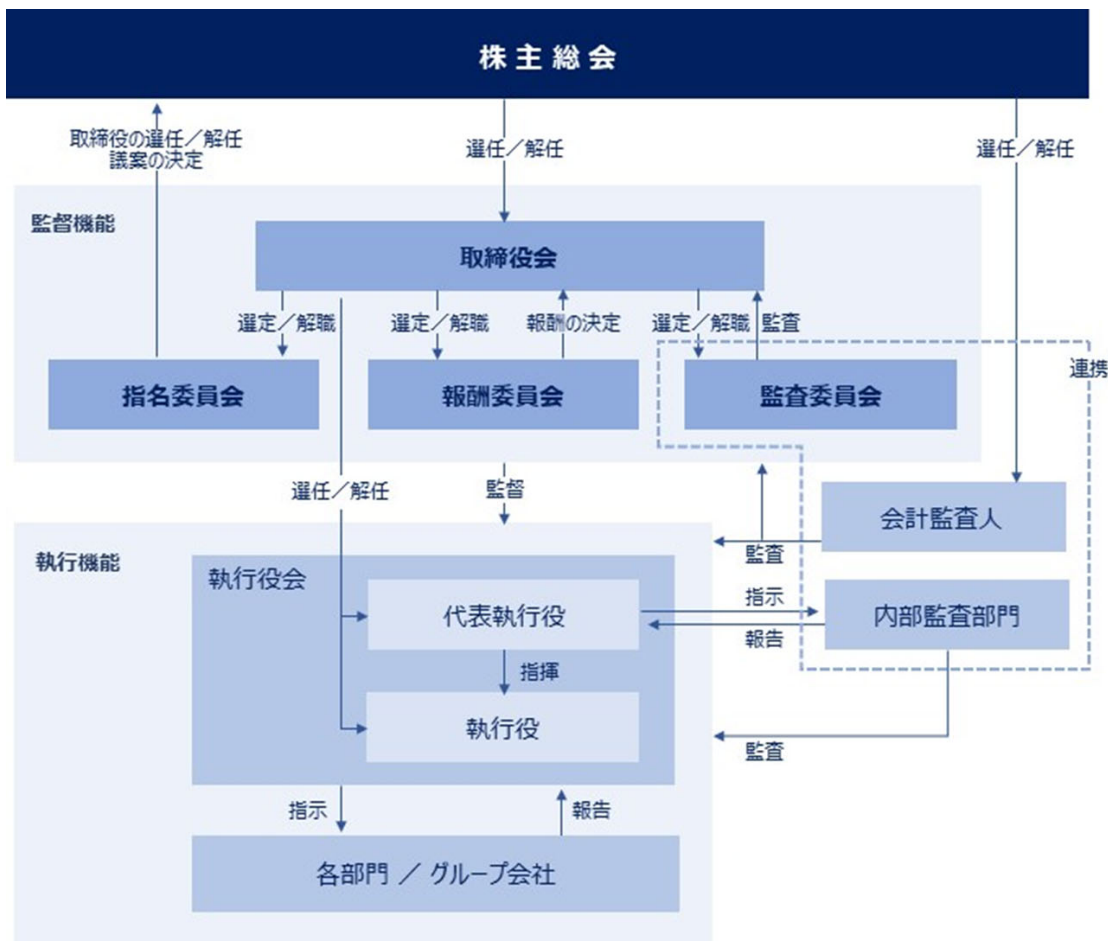 株主総会
取締役の選任／解任
議案の決定
選任／解任
選任／解任
監督機能
取締役会
選定／解職
選定／解職
報酬の決定
選定／解職
監査
連携
指名委員会
報酬委員会
監査委員会
選任／解任
監督
会計監査人
監査
執行機能
執行役会
代表執行役
指示
報告
内部監査部門
指揮
執行役
監査
指示
報告
各部門 ／ グループ会社